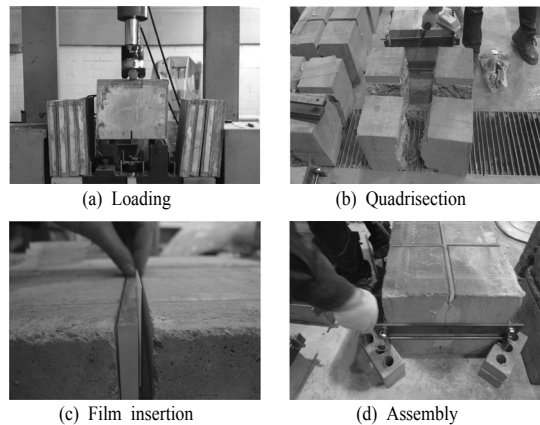 (a) Loading
(b) Quadrisection
(c) Film insertion
(d) Assembly